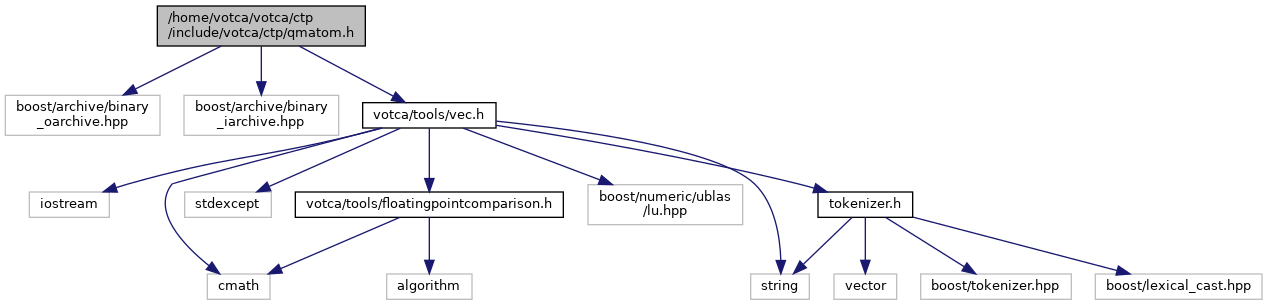 /home/votca/votca/ctp
/include/votca/ctp/qmatom.h
boost/archive/binary
_oarchive.hpp
boost/archive/binary
_iarchive.hpp
votca/tools/vec.h
iostream
stdexcept
votca/tools/floatingpointcomparison.h
boost/numeric/ublas
/lu.hpp
tokenizer.h
cmath
algorithm
string
vector
boost/tokenizer.hpp
boost/lexical_cast.hpp